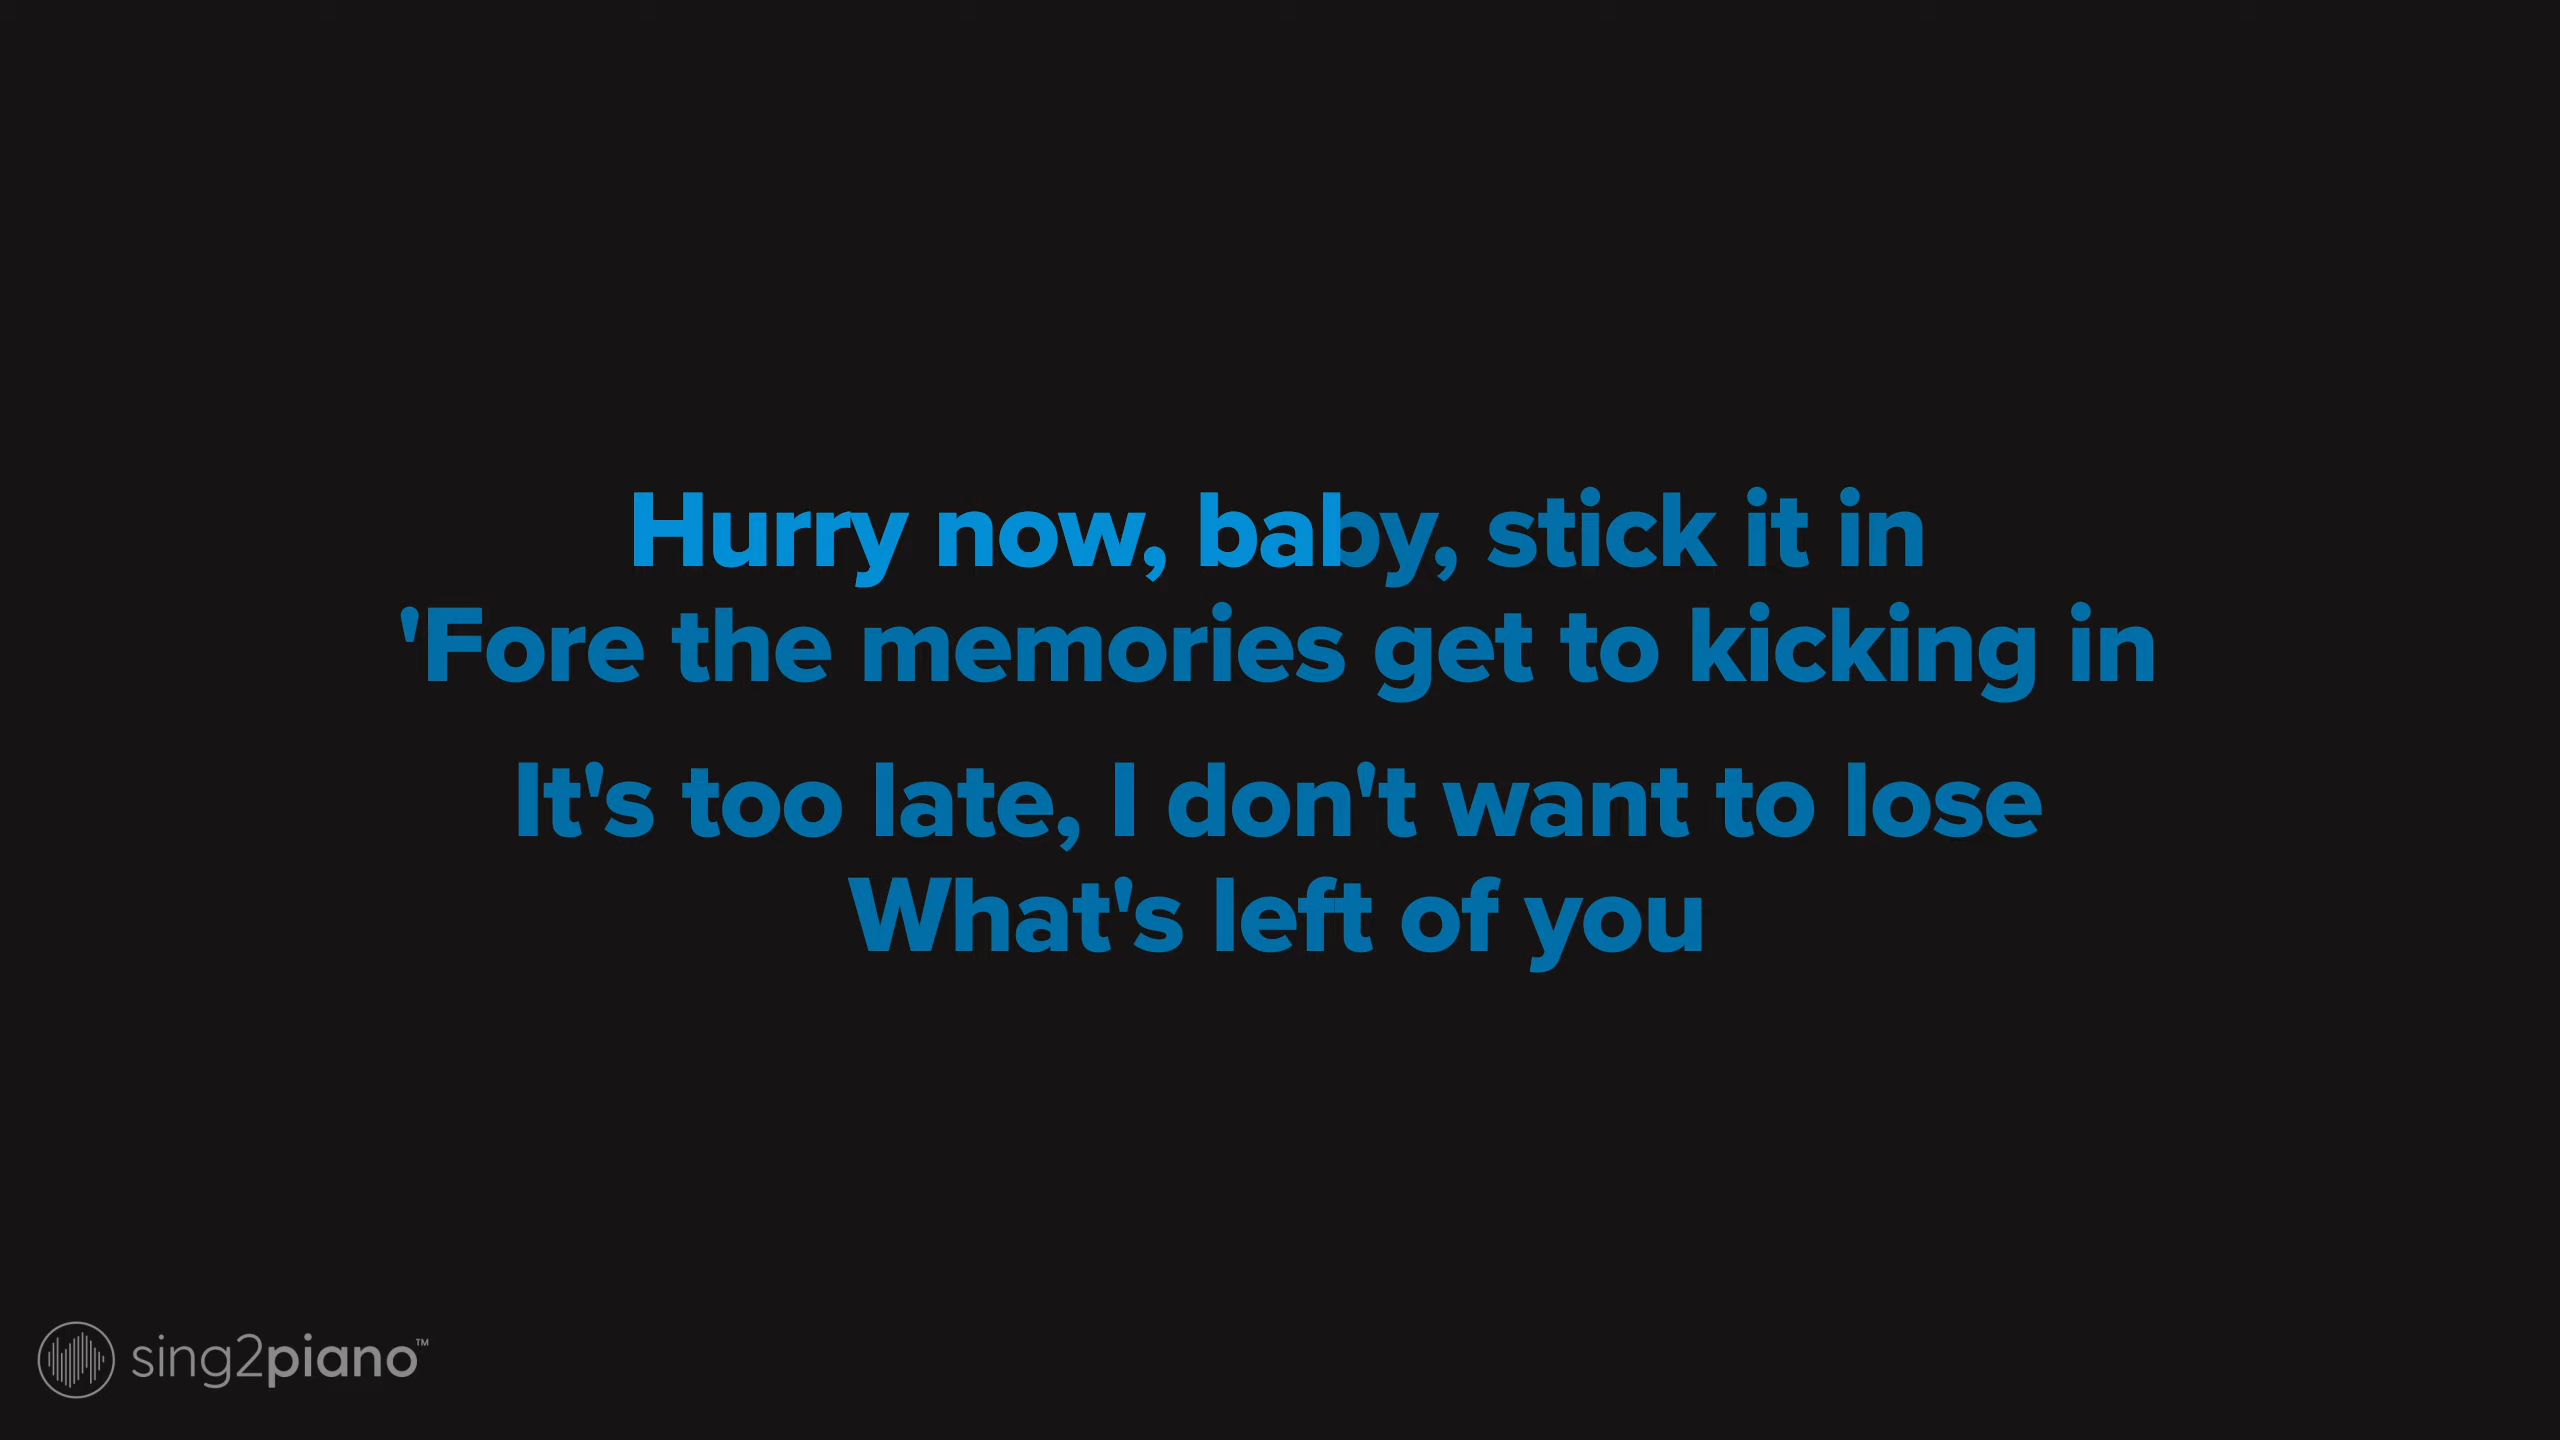 Hurry now, baby, stick it in
'Fore the memories get to kicking in
It's too late, I don't want to lose
What's left of you
sing2piano™